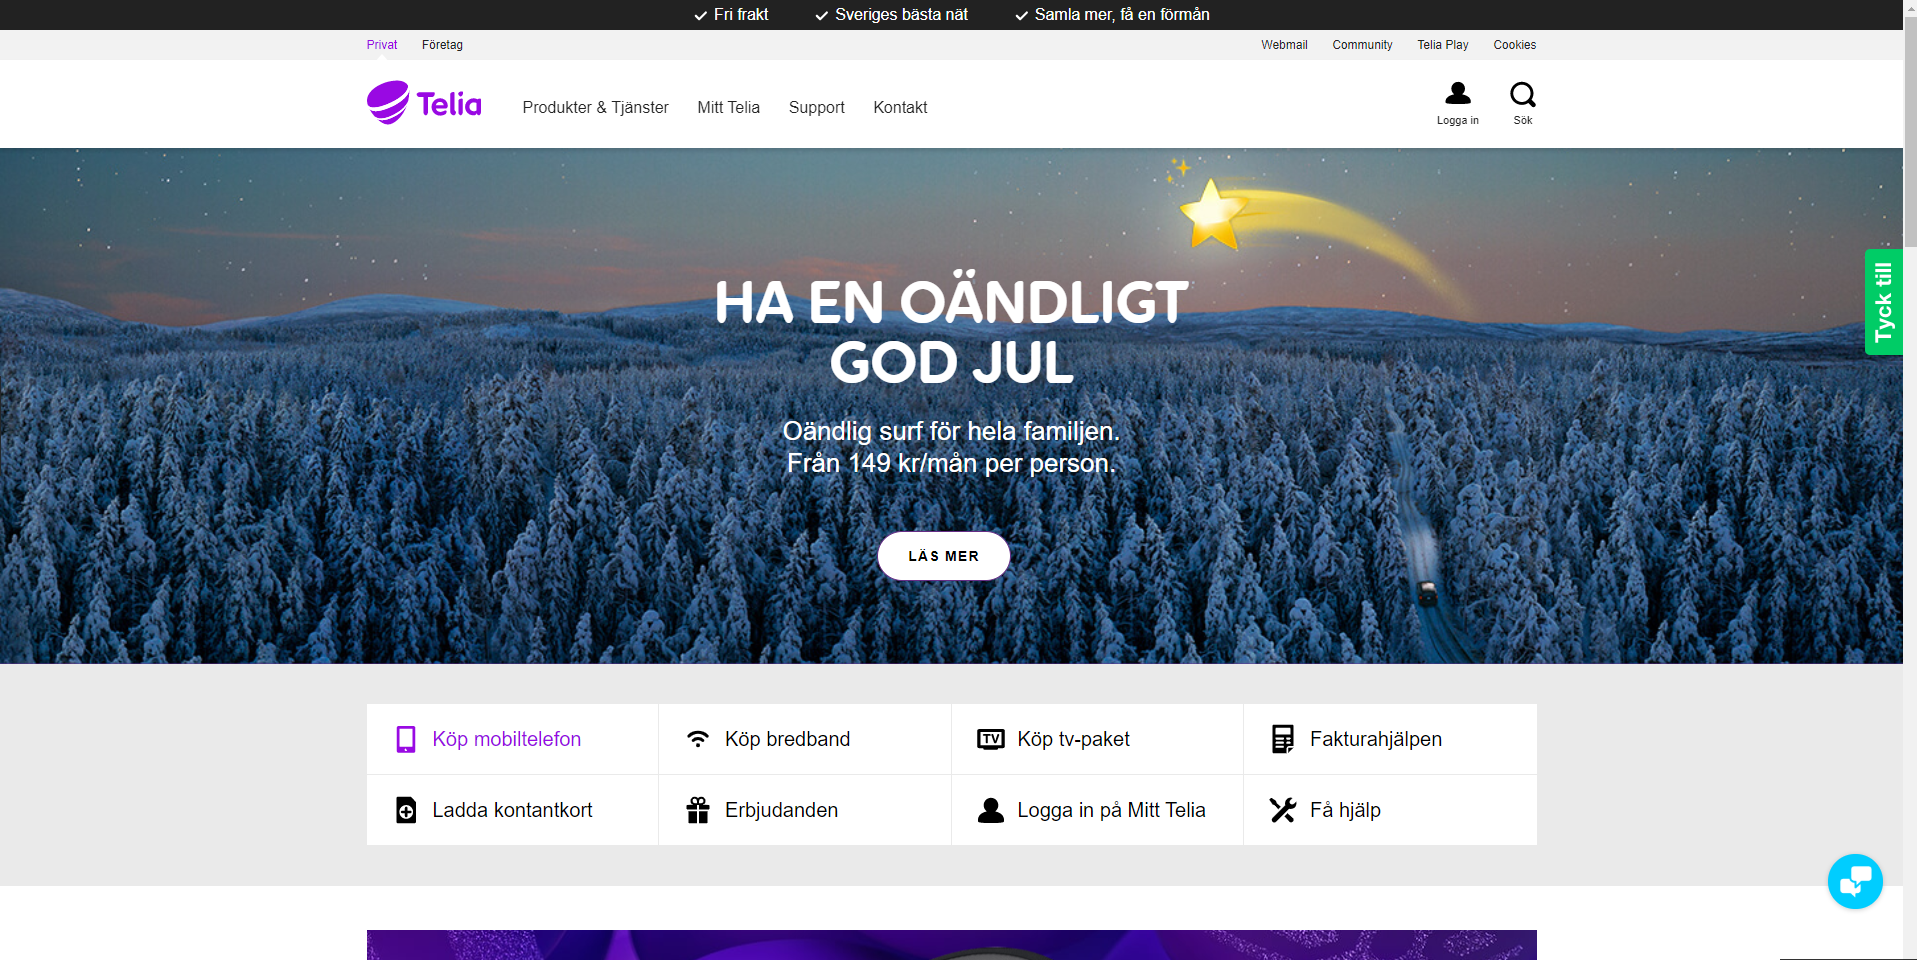 Fri frakt
Sveriges bästa nät
Samla mer, få en förmån
Privat
Företag
Webmail
Community
Telia Play
Cookies
Telia
Produkter & Tjänster
Mitt Telia
Support
Kontakt
Logga in
Sök
HA EN OÄNDLIGT
GOD JUL
Oändlig surf för hela familjen.
Från 149 kr/mån per person.
LÄS MER
Tyck till
Köp mobiltelefon
Köp bredband
TV
Köp tv-paket
Fakturahjälpen
Ladda kontantkort
Erbjudanden
Logga in på Mitt Telia
Få hjälp